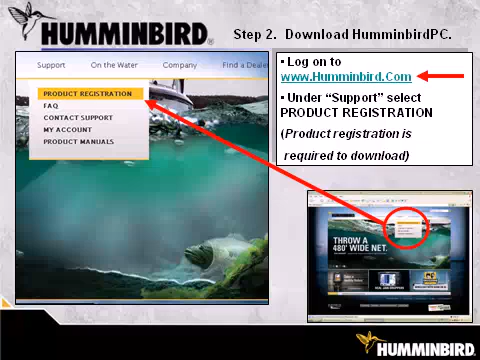 HUMMINBIRD®
Step 2. Download HumminbirdPC.
Support On the Water Company Find a Dealer
PRODUCT REGISTRATION
FAQ
CONTACT SUPPORT
MY ACCOUNT
PRODUCT MANUALS
▪ Log on to
www.Humminbird.Com
▪ Under “Support” select
PRODUCT REGISTRATION
(Product registration is
required to download)
THROW A
480' WIDE NET.
HUMMINBIRD